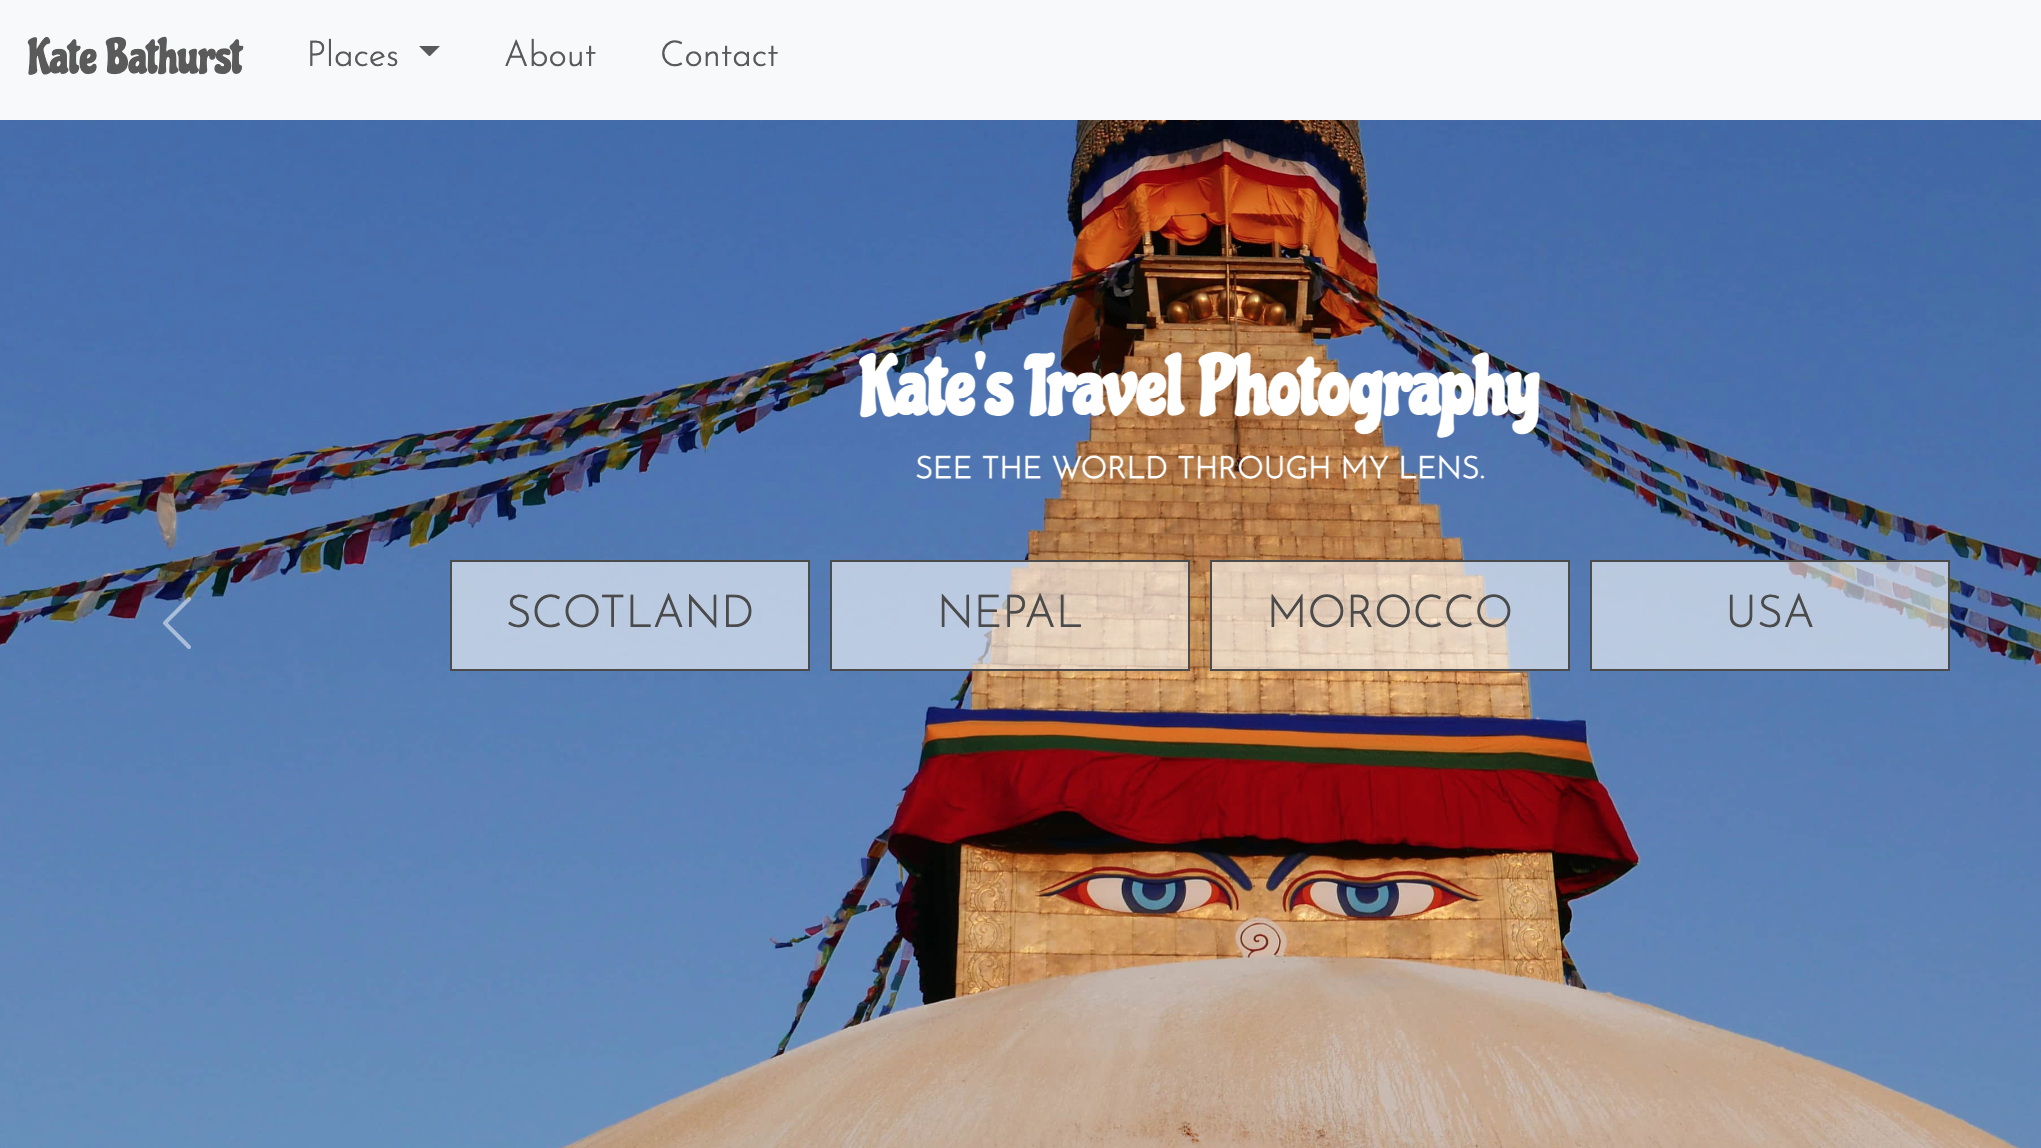 Kate Bathurst Places About Contact
Kate's Travel Photography
SEE THE WORLD THROUGH MY LENS.
SCOTLAND NEPAL MOROCCO USA